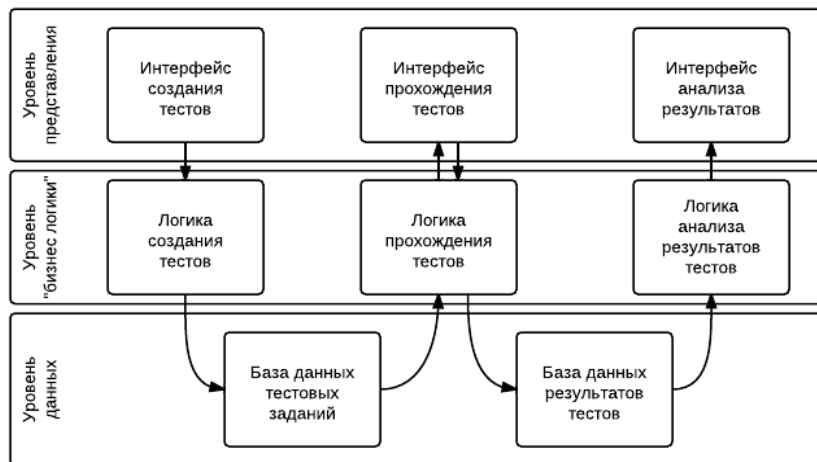 Уровень
представления
Интерфейс
создания
тестов
Интерфейс
прохождения
тестов
Интерфейс
анализа
результатов
Уровень
"бизнес логики"
Логика
создания
тестов
Логика
прохождения
тестов
Логика
анализа
результатов
тестов
Уровень
данных
База данных
тестовых
заданий
База данных
результатов
тестов